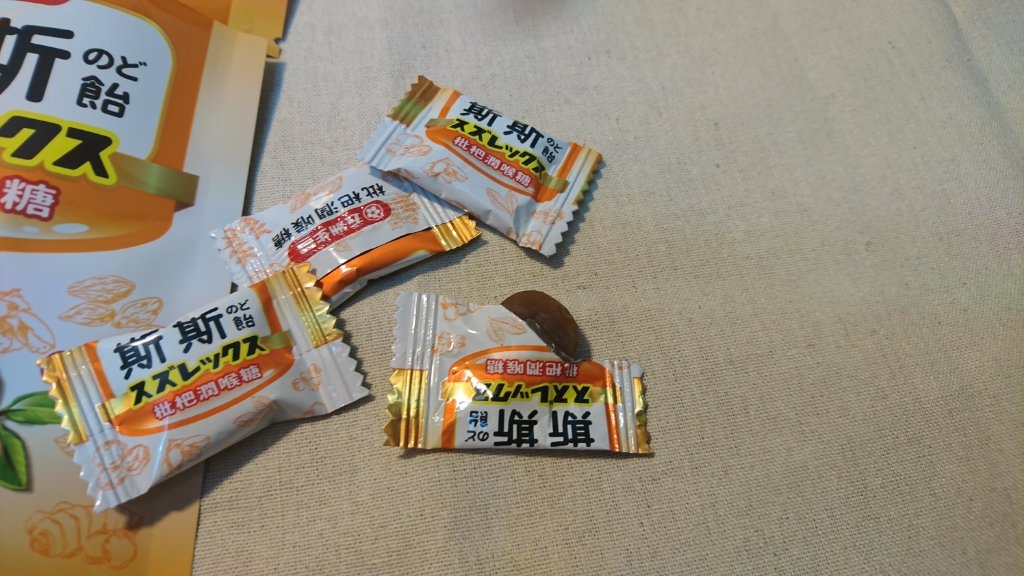 斯 のど飴
ックス
糖
斯斯 のど飴
スズレックス
枇杷潤喉糖
枇杷潤喉糖
斯斯 のど飴
スズレックス
枇杷潤喉糖
枇杷潤喉糖
スズレックス
斯斯 のど飴